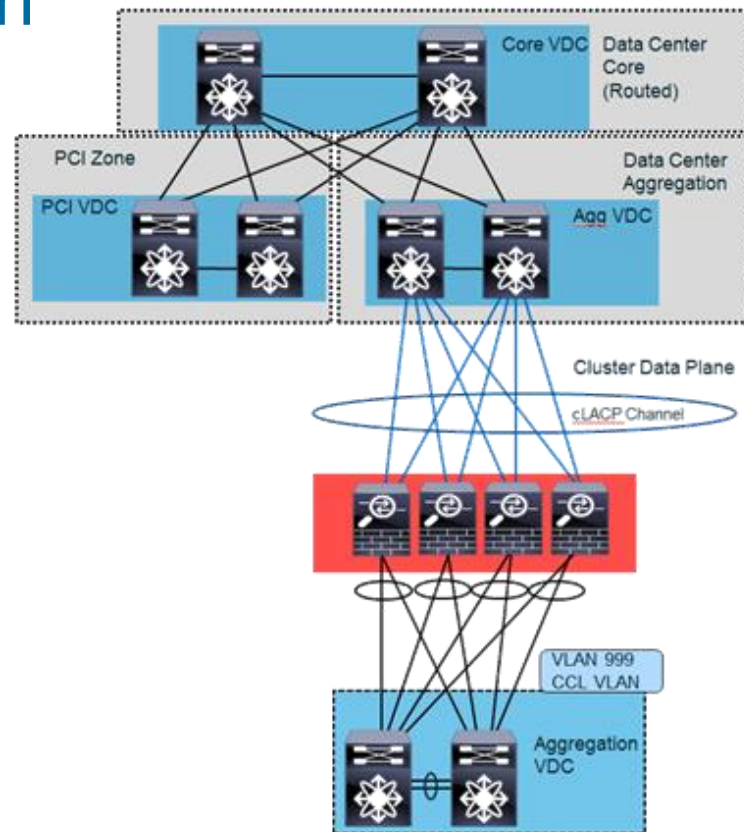 Core VDC
Data Center
Core
(Routed)
PCI Zone
Data Center
Aggregation
PCI VDC
Agg VDC
Cluster Data Plane
cLACP Channel
VLAN 999
CCL VLAN
Aggregation
VDC